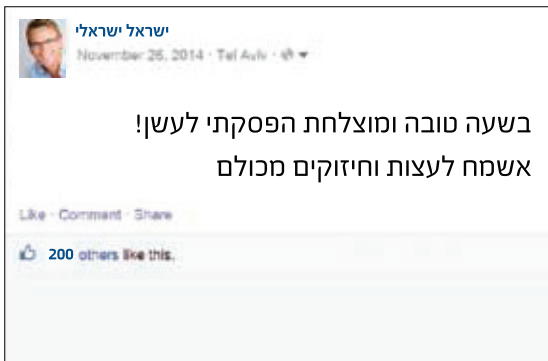 ישראל ישראלי
November 26, 2014 · Tel Aviv ·
בשעה טובה ומוצלחת הפסקתי לעשן!
אשמח לעצות וחיזוקים מכולם
Like · Comment · Share
200 others like this.